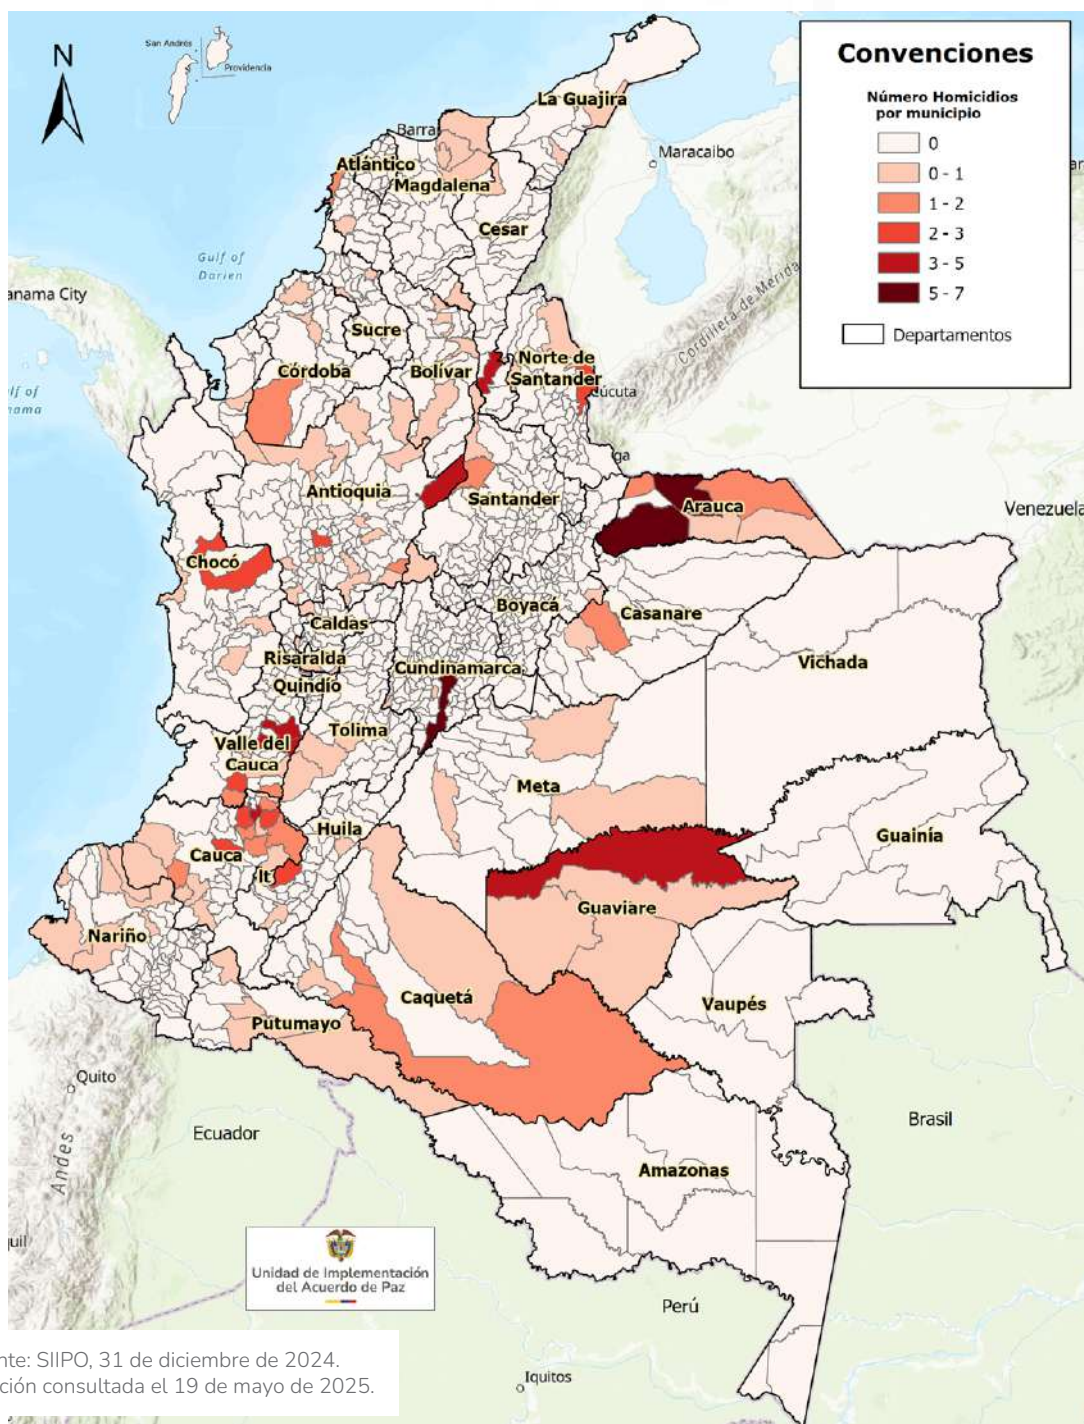 N
San Andrés
Providencia
Convenciones
Número Homicidios
por municipio
0
0 - 1
1 - 2
2 - 3
3 - 5
5 - 7
Departamentos
La Guajira
Barra
Maracaibo
Atlántico
Magdalena
Cesar
Gulf of
Darien
anama City
Cordillera de Merida
Sucre
Córdoba
Bolívar
Norte de
Santander
Cúcuta
ga
Antioquia
Santander
Arauca
Venezuela
Chocó
Boyacá
Casanare
Caldas
Risaralda
Cundinamarca
Vichada
Quindío
Tolima
Valle del
Cauca
Meta
Huila
Guainía
Cauca
It
Guaviare
Nariño
Caquetá
Vaupés
Putumayo
Quito
Ecuador
Brasil
Andes
Amazonas
uil
Unidad de Implementación
del Acuerdo de Paz
Perú
nte: SIIPO, 31 de diciembre de 2024.
ción consultada el 19 de mayo de 2025.
Iquitos